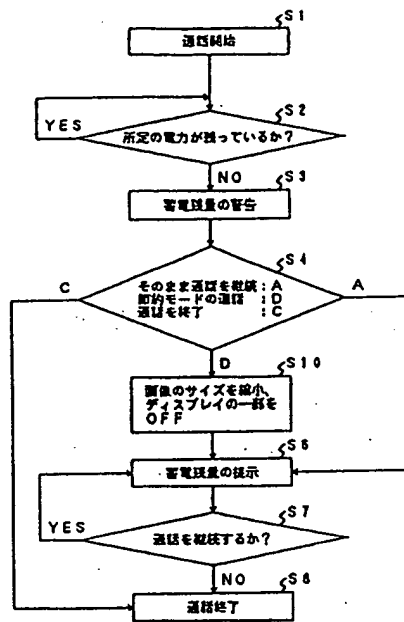 S1
通話開始
S2
YES
所定の電力が残っているか?
NO
S3
蓄電残量の警告
S4
C
そのまま通話を継続:A
A
節約モードの通話:D
通話を終了:C
D
S10
画像のサイズを縮小、
ディスプレイの一部を
OFF
S6
蓄電残量の提示
S7
YES
通話を継続するか?
NO
S8
通話終了